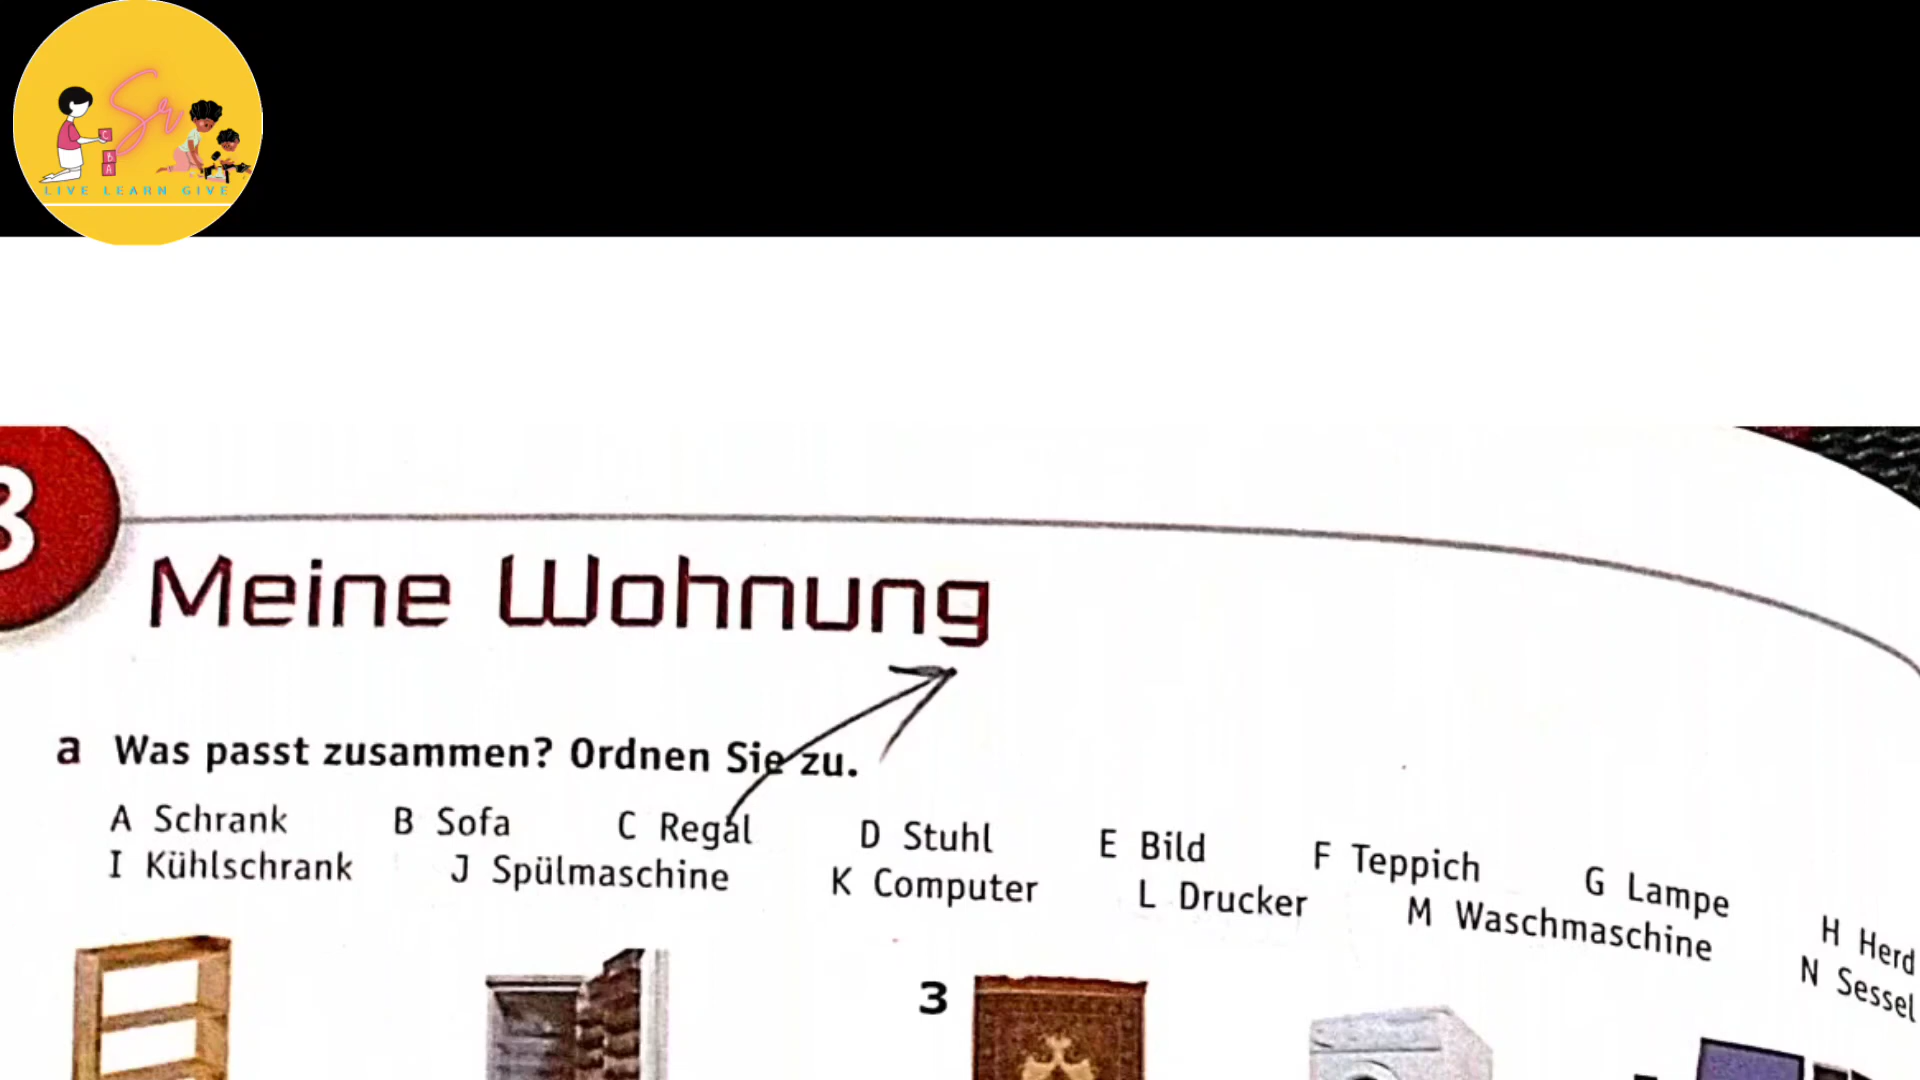 Sr
C
B
A
LIVE LEARN GIVE
3
Meine Wohnung
a Was passt zusammen? Ordnen Sie zu.
A Schrank B Sofa C Regal D Stuhl E Bild F Teppich G Lampe H Herd
I Kühlschrank J Spülmaschine K Computer L Drucker M Waschmaschine N Sessel
3